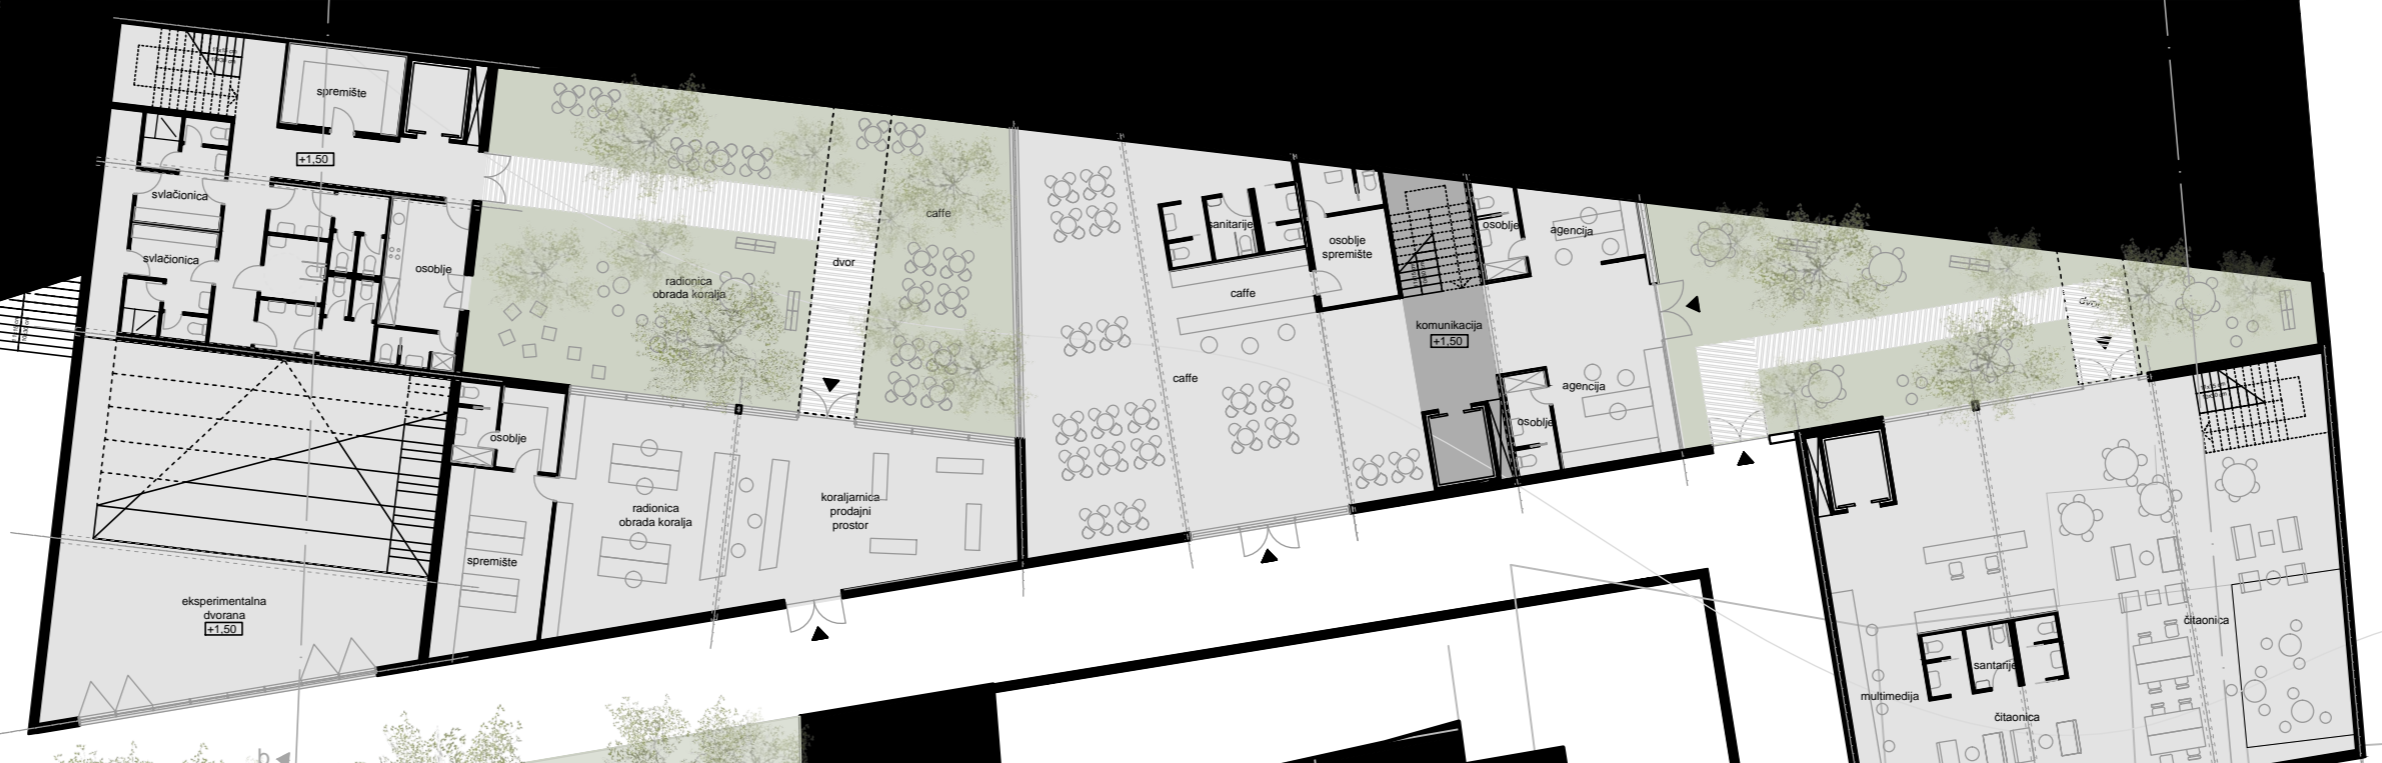 spremište
+1,50
svlačionica
svlačionica
osoblje
radionica
obrada koralja
dvor
caffe
osoblje
spremište
eksperimentalna
dvorana
+1,50
radionica
obrada koralja
koraljarnica
prodajni
prostor
sanitarije
osoblje
spremište
caffe
caffe
komunikacija
+1,50
osoblje
agencija
agencija
osoblje
dvor
čitaonica
santarije
multimedija
čitaonica
b